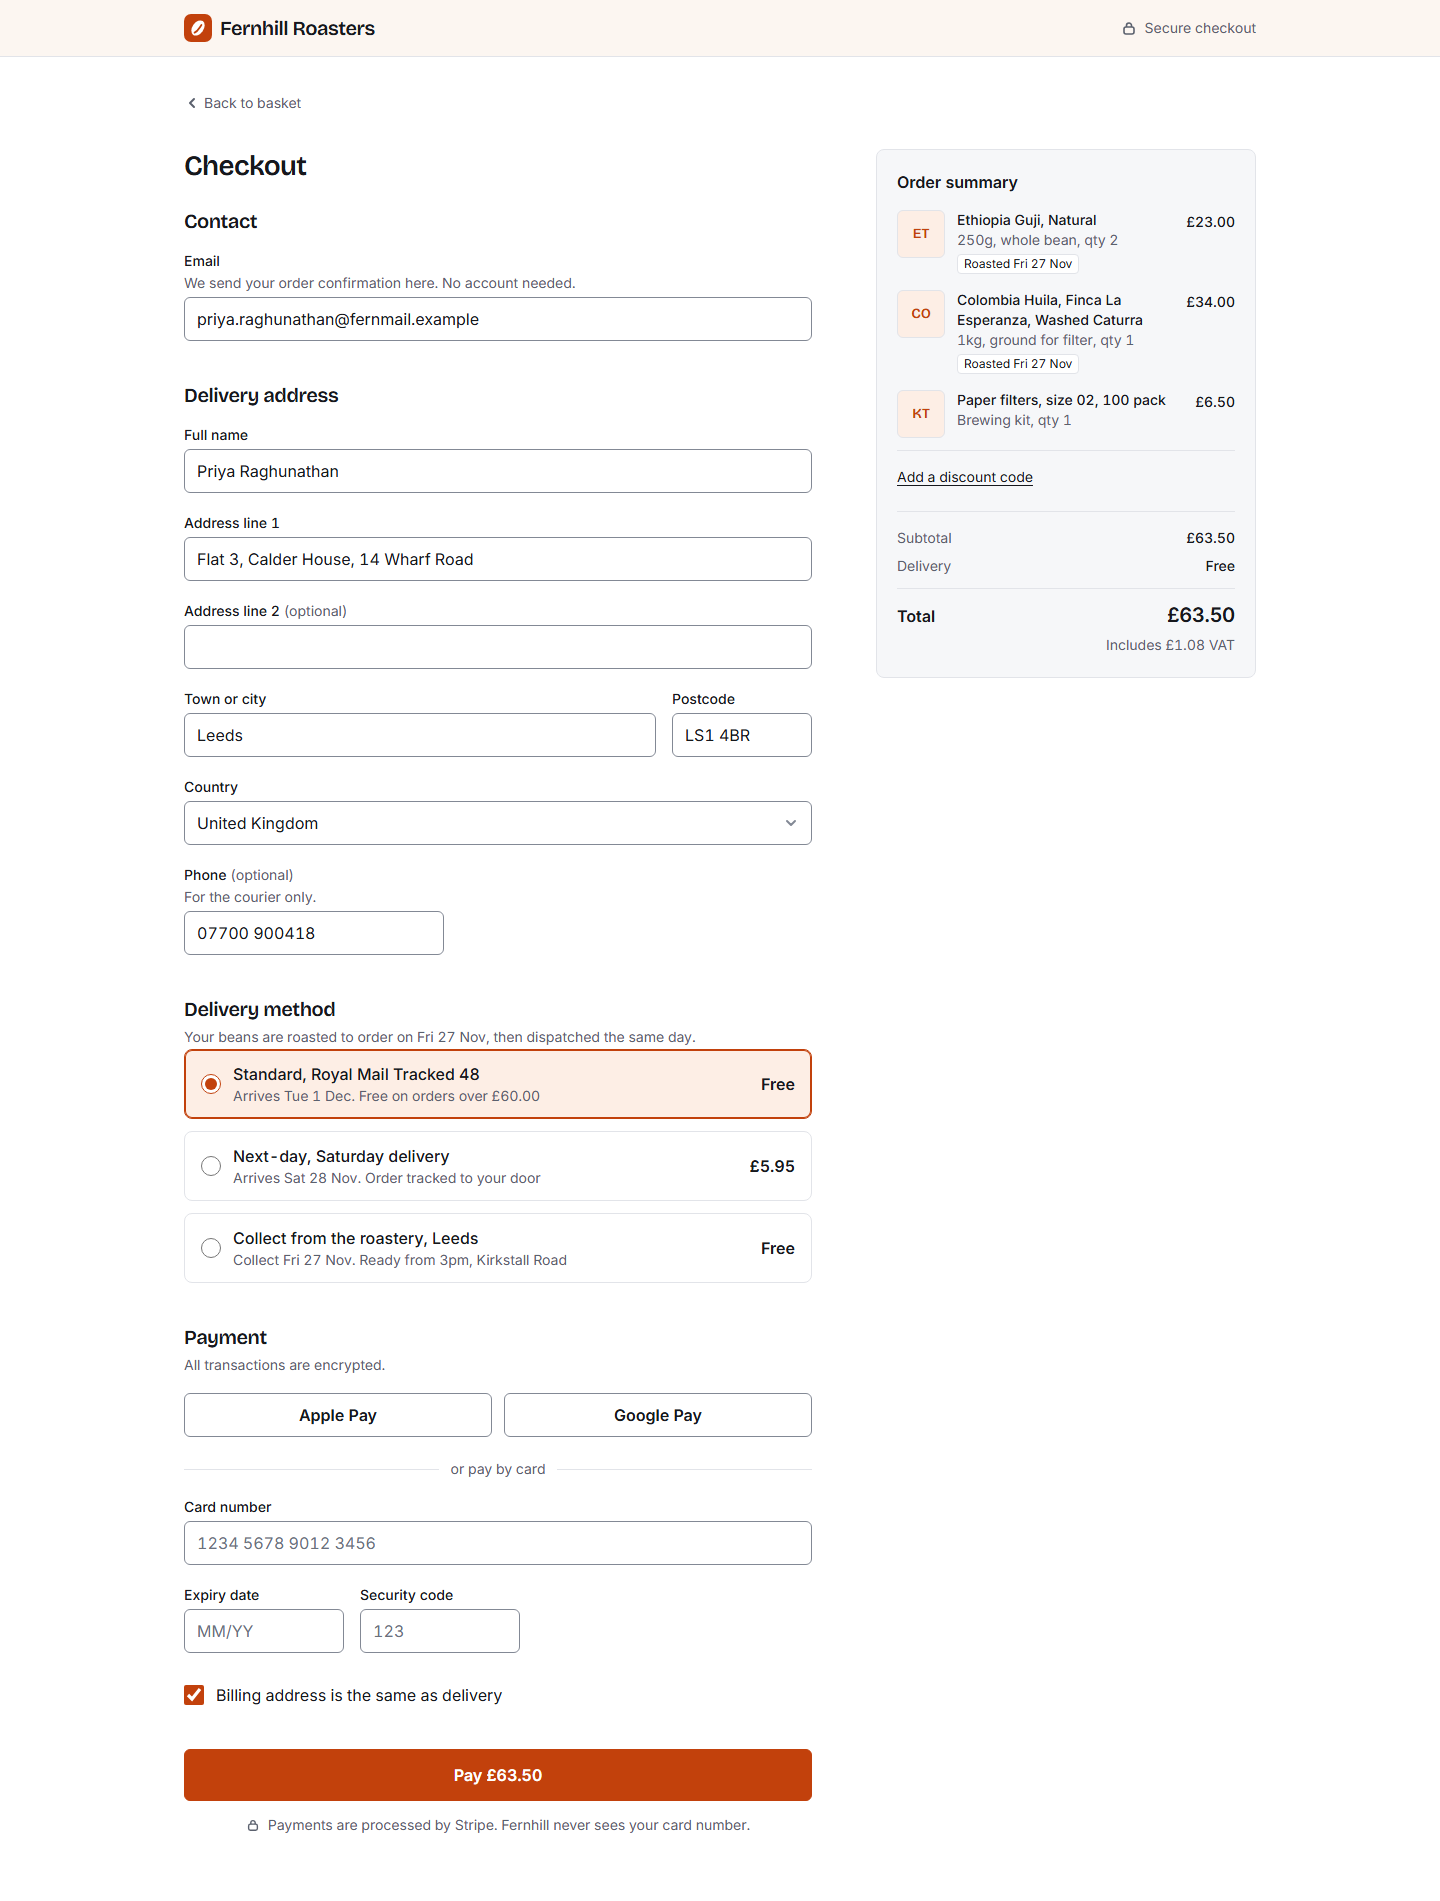 Fernhill Roasters
Secure checkout
Back to basket
Checkout
Contact
Email
We send your order confirmation here. No account needed.
priya.raghunathan@fernmail.example
Delivery address
Full name
Priya Raghunathan
Address line 1
Flat 3, Calder House, 14 Wharf Road
Address line 2 (optional)
Town or city
Postcode
Leeds
LS1 4BR
Country
United Kingdom
Phone (optional)
For the courier only.
07700 900418
Delivery method
Your beans are roasted to order on Fri 27 Nov, then dispatched the same day.
Standard, Royal Mail Tracked 48
Arrives Tue 1 Dec. Free on orders over £60.00
Free
Next-day, Saturday delivery
Arrives Sat 28 Nov. Order tracked to your door
£5.95
Collect from the roastery, Leeds
Collect Fri 27 Nov. Ready from 3pm, Kirkstall Road
Free
Payment
All transactions are encrypted.
Apple Pay
Google Pay
or pay by card
Card number
1234 5678 9012 3456
Expiry date
Security code
MM/YY
123
Billing address is the same as delivery
Pay £63.50
Payments are processed by Stripe. Fernhill never sees your card number.
Order summary
ET
Ethiopia Guji, Natural
£23.00
250g, whole bean, qty 2
Roasted Fri 27 Nov
CO
Colombia Huila, Finca La
Esperanza, Washed Caturra
£34.00
1kg, ground for filter, qty 1
Roasted Fri 27 Nov
KT
Paper filters, size 02, 100 pack
£6.50
Brewing kit, qty 1
Add a discount code
Subtotal
£63.50
Delivery
Free
Total
£63.50
Includes £1.08 VAT